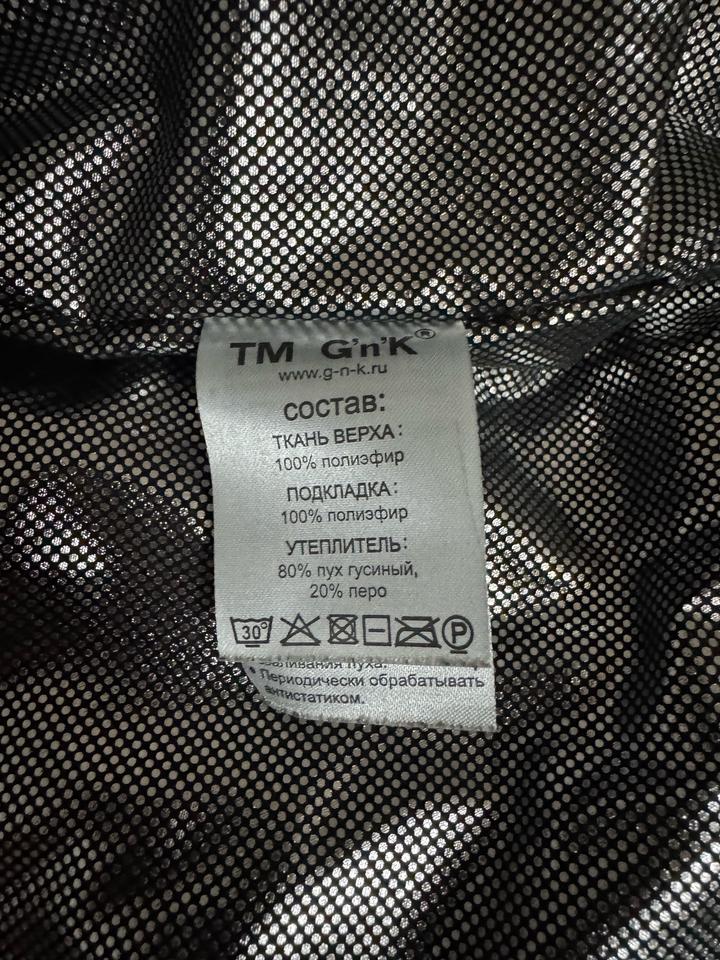 TM G'n'K®
www.g-n-k.ru
состав:
ТКАНЬ ВЕРХА:
100% полиэфир
ПОДКЛАДКА:
100% полиэфир
УТЕПЛИТЕЛЬ:
80% пух гусиный,
20% перо
30° P
пуха.
• Периодически обрабатывать
антистатиком.